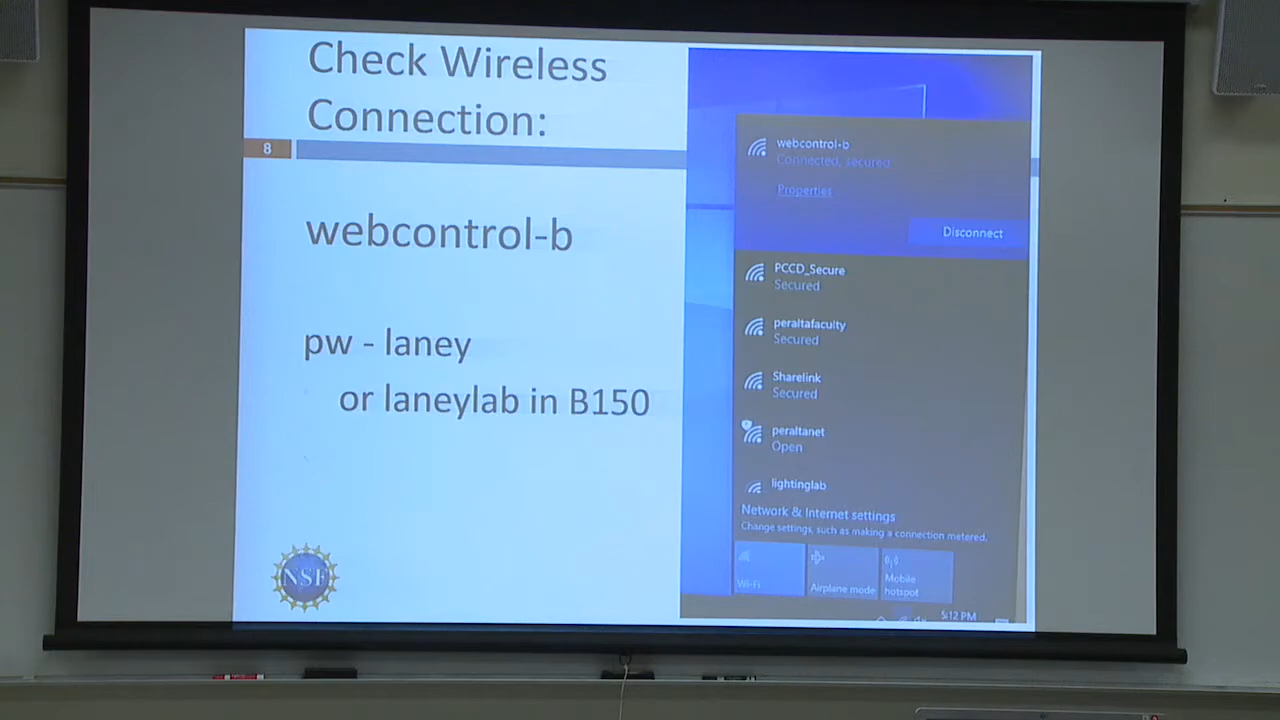 Check Wireless
Connection:
8
webcontrol-b
pw - laney
or laneylab in B150
NSF
webcontrol-b
Connected, secured
Properties
Disconnect
PCCD_Secure
Secured
peraltafaculty
Secured
Sharelink
Secured
peraltanet
Open
lightinglab
Network & Internet settings
Change settings, such as making a connection metered.
Wi-Fi
Airplane mode
Mobile
hotspot
5:12 PM